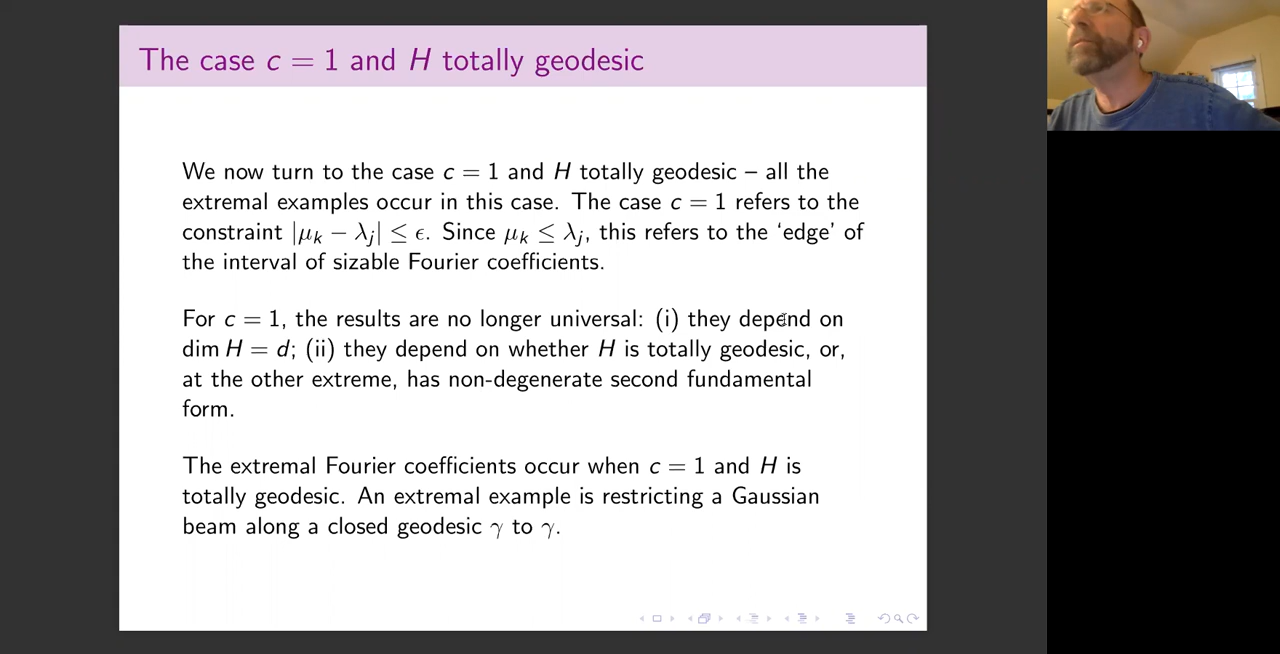 The case c = 1 and H totally geodesic
We now turn to the case c = 1 and H totally geodesic – all the
extremal examples occur in this case. The case c = 1 refers to the
constraint |μₖ − λⱼ| ≤ ϵ. Since μₖ ≤ λⱼ, this refers to the ‘edge’ of
the interval of sizable Fourier coefficients.
For c = 1, the results are no longer universal: (i) they depend on
dim H = d; (ii) they depend on whether H is totally geodesic, or,
at the other extreme, has non-degenerate second fundamental
form.
The extremal Fourier coefficients occur when c = 1 and H is
totally geodesic. An extremal example is restricting a Gaussian
beam along a closed geodesic γ to γ.